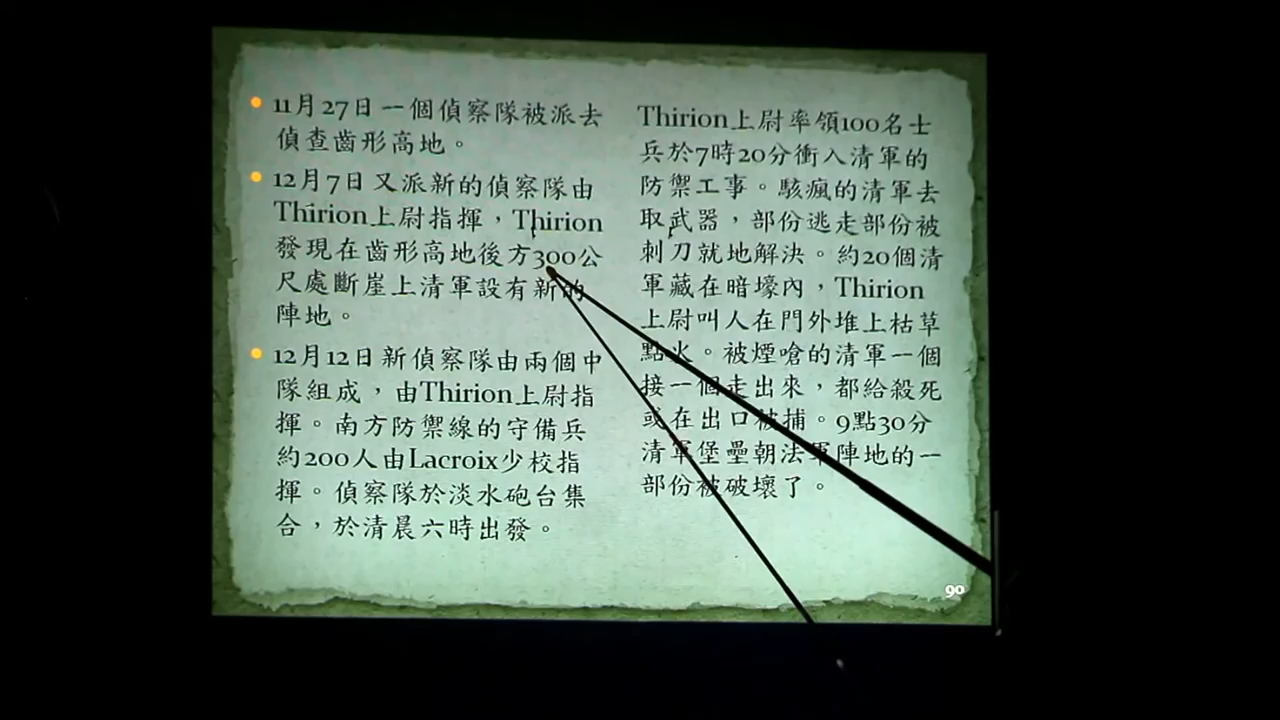 11月27日一個偵察隊被派去
偵查齒形高地。
12月7日又派新的偵察隊由
Thirion上尉指揮，Thirion
發現在齒形高地後方300公
尺處斷崖上清軍設有新的
陣地。
12月12日新偵察隊由兩個中
隊組成，由Thirion上尉指
揮。南方防禦線的守備兵
約200人由Lacroix少校指
揮。偵察隊於淡水砲台集
合，於清晨六時出發。
Thirion上尉率領100名士
兵於7時20分衝入清軍的
防禦工事。駭瘋的清軍去
取武器，部份逃走部份被
刺刀就地解決。約20個清
軍藏在暗壕內，Thirion
上尉叫人在門外堆上枯草
點火。被煙嗆的清軍一個
接一個走出來，都給殺死
或在出口被捕。9點30分
清軍堡壘朝法軍陣地的一
部份被破壞了。
90